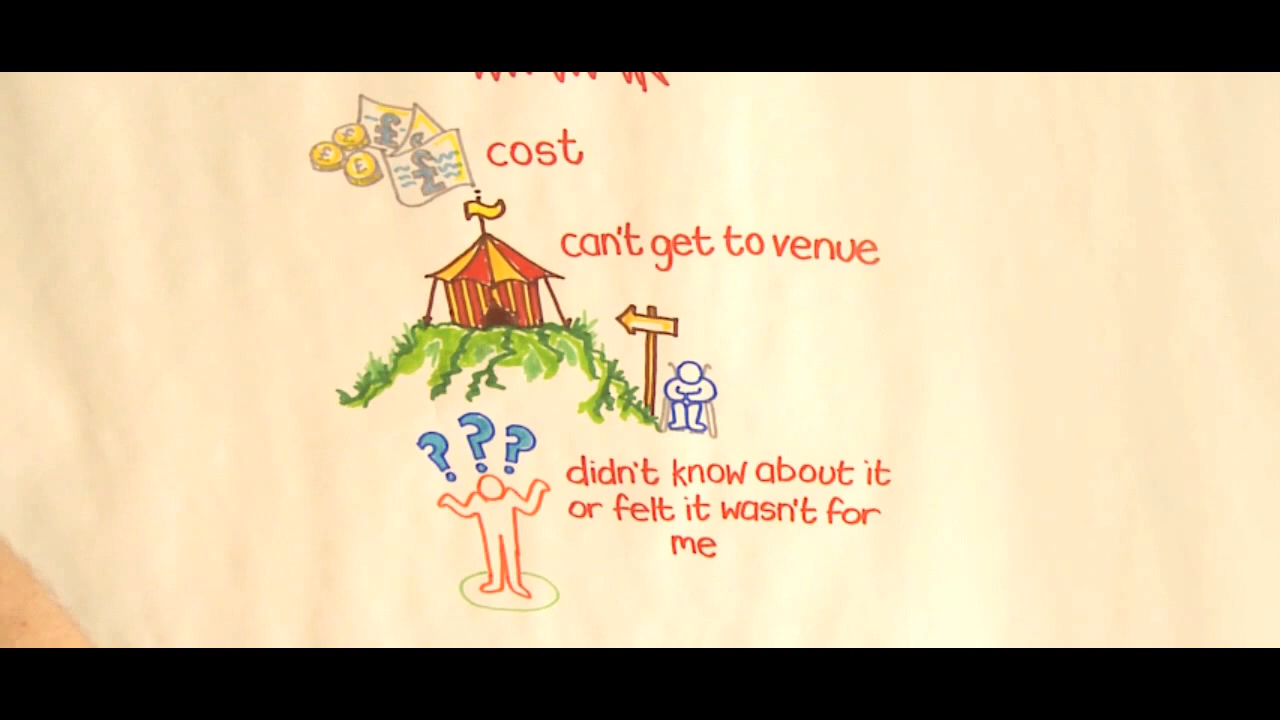 cost
can't get to venue
didn't know about it
or felt it wasn't for
me